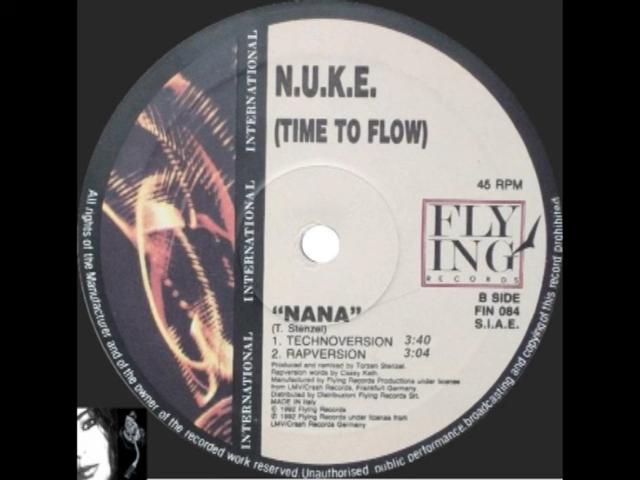 N.U.K.E.
(TIME TO FLOW)
45 RPM
FLY
ING
RECORDS
B SIDE
FIN 084
S.I.A.E.
"NANA"
(T. Stenzel)
1. TECHNOVERSION 3:40
2. RAPVERSION 3:04
Produced and remixed by Torsten Stenzel.
Rapversion words by Casey Keth.
Manufactured by Flying Records Productions under license
from LMV/Crash Records, Frankfurt Germany.
Distributed by Distribuzioni Flying Records Srl.
MADE IN Italy
℗ 1992 Flying Records
© 1992 Flying Records under license from
LMV/Crash Records Germany
INTERNATIONAL INTERNATIONAL INTERNATIONAL
All rights of the Manufacturer and of the owner of the recorded work reserved. Unauthorised public performance, broadcasting and copying of this record prohibited